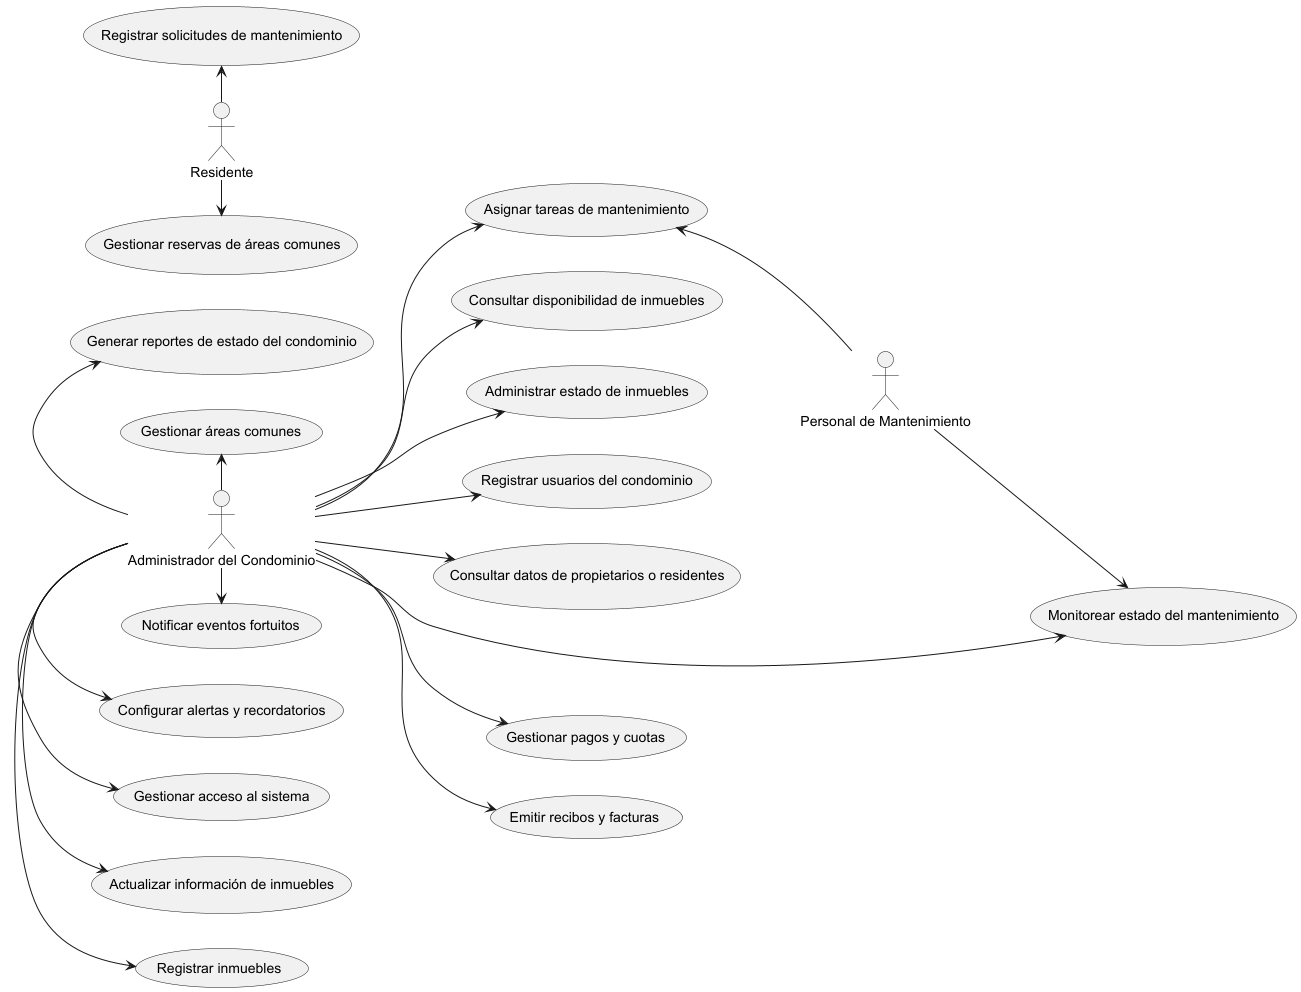 Registrar solicitudes de mantenimiento
Residente
Gestionar reservas de áreas comunes
Generar reportes de estado del condominio
Gestionar áreas comunes
Administrador del Condominio
Notificar eventos fortuitos
Configurar alertas y recordatorios
Gestionar acceso al sistema
Actualizar información de inmuebles
Registrar inmuebles
Asignar tareas de mantenimiento
Consultar disponibilidad de inmuebles
Administrar estado de inmuebles
Registrar usuarios del condominio
Consultar datos de propietarios o residentes
Gestionar pagos y cuotas
Emitir recibos y facturas
Personal de Mantenimiento
Monitorear estado del mantenimiento